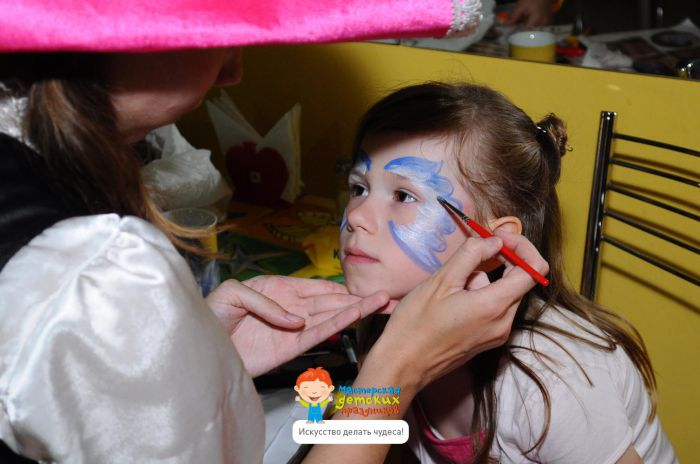 Мастерская
детских
праздников
Искусство делать чудеса!